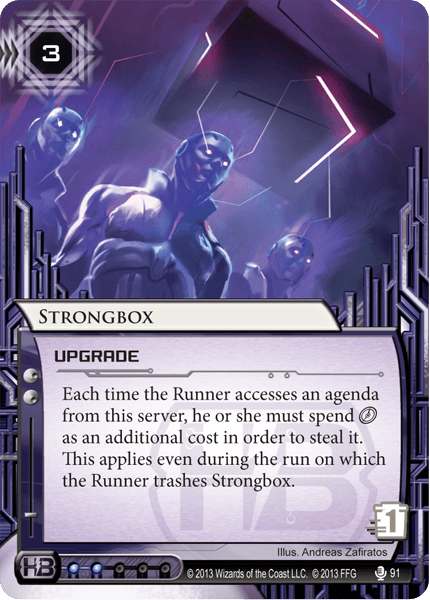 3
STRONGBOX
UPGRADE
Each time the Runner accesses an agenda
from this server, he or she must spend
as an additional cost in order to steal it.
This applies even during the run on which
the Runner trashes Strongbox.
HB
1
Illus. Andreas Zafiratos
HB
© 2013 Wizards of the Coast LLC. © 2013 FFG
91